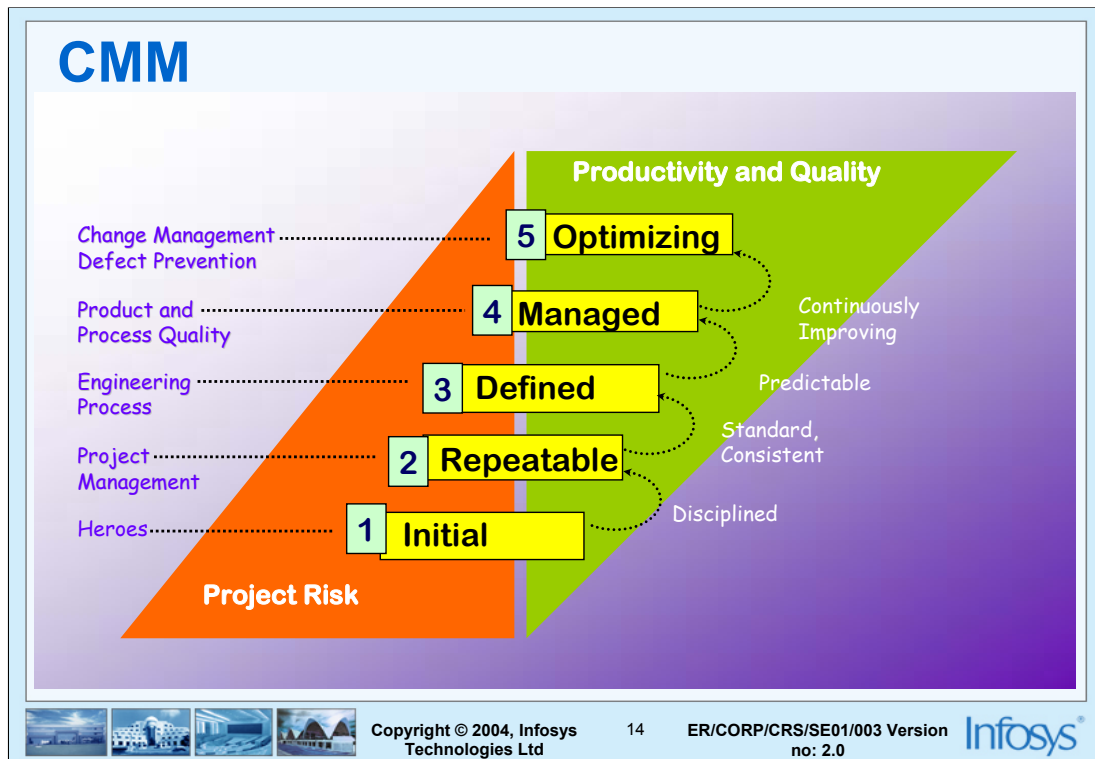 CMM
Productivity and Quality
Change Management
Defect Prevention
5 Optimizing
Product and
Process Quality
4 Managed
Continuously
Improving
Engineering
Process
3 Defined
Predictable
Project
Management
2 Repeatable
Standard,
Consistent
Heroes
1 Initial
Disciplined
Project Risk
Copyright © 2004, Infosys
Technologies Ltd
14
ER/CORP/CRS/SE01/003 Version
no: 2.0
Infosys®